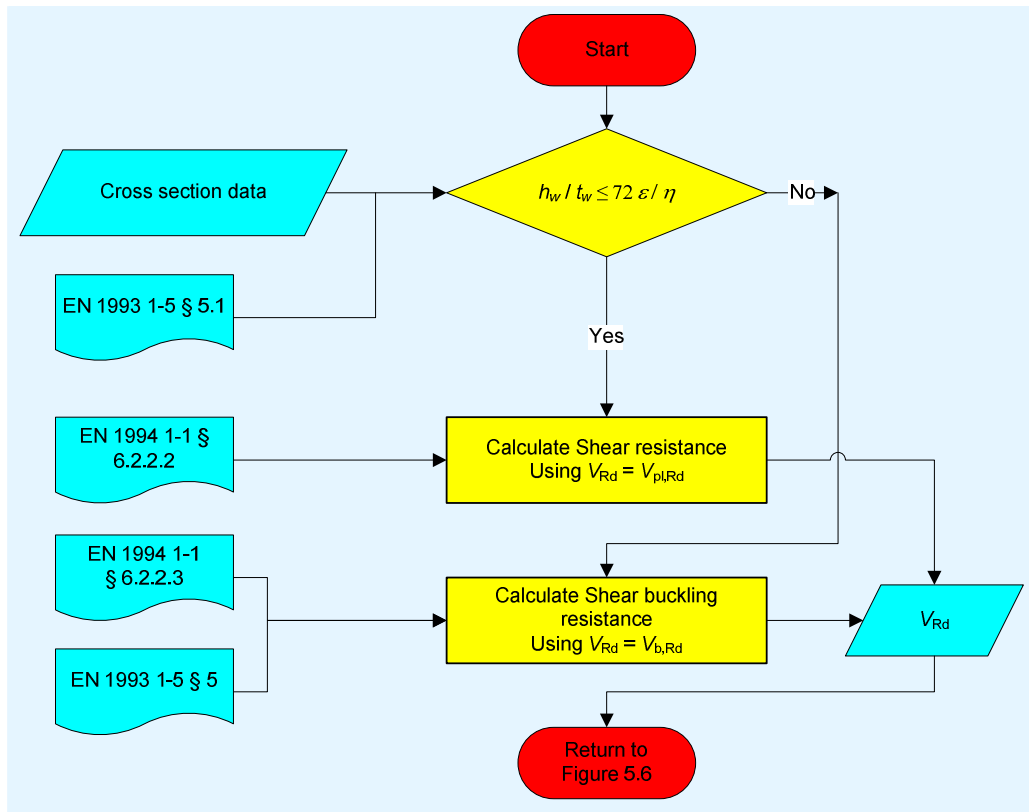 Start
Cross section data
h_w / t_w ≤ 72 ε / η
No
EN 1993 1-5 § 5.1
Yes
EN 1994 1-1 §
6.2.2.2
Calculate Shear resistance
Using V_Rd = V_pl,Rd
EN 1994 1-1
§ 6.2.2.3
Calculate Shear buckling
resistance
Using V_Rd = V_b,Rd
V_Rd
EN 1993 1-5 § 5
Return to
Figure 5.6